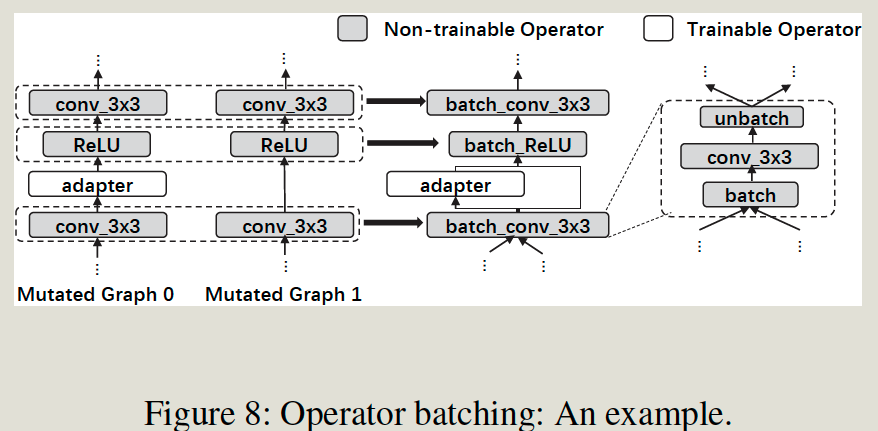 Non-trainable Operator
Trainable Operator
conv_3x3
conv_3x3
batch_conv_3x3
unbatch
ReLU
ReLU
batch_ReLU
conv_3x3
adapter
adapter
batch
conv_3x3
conv_3x3
batch_conv_3x3
Mutated Graph 0
Mutated Graph 1
Figure 8: Operator batching: An example.